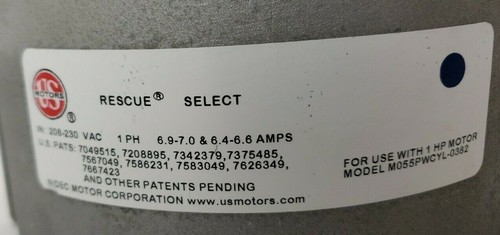 US
MOTORS
®
RESCUE® SELECT
IN: 208-230 VAC 1 PH 6.9-7.0 & 6.4-6.6 AMPS
U.S. PATS: 7049515, 7208895, 7342379, 7375485,
7567049, 7586231, 7583049, 7626349,
7667423
AND OTHER PATENTS PENDING
NIDEC MOTOR CORPORATION www.usmotors.com
FOR USE WITH 1 HP MOTOR
MODEL M055PWCYL-0382